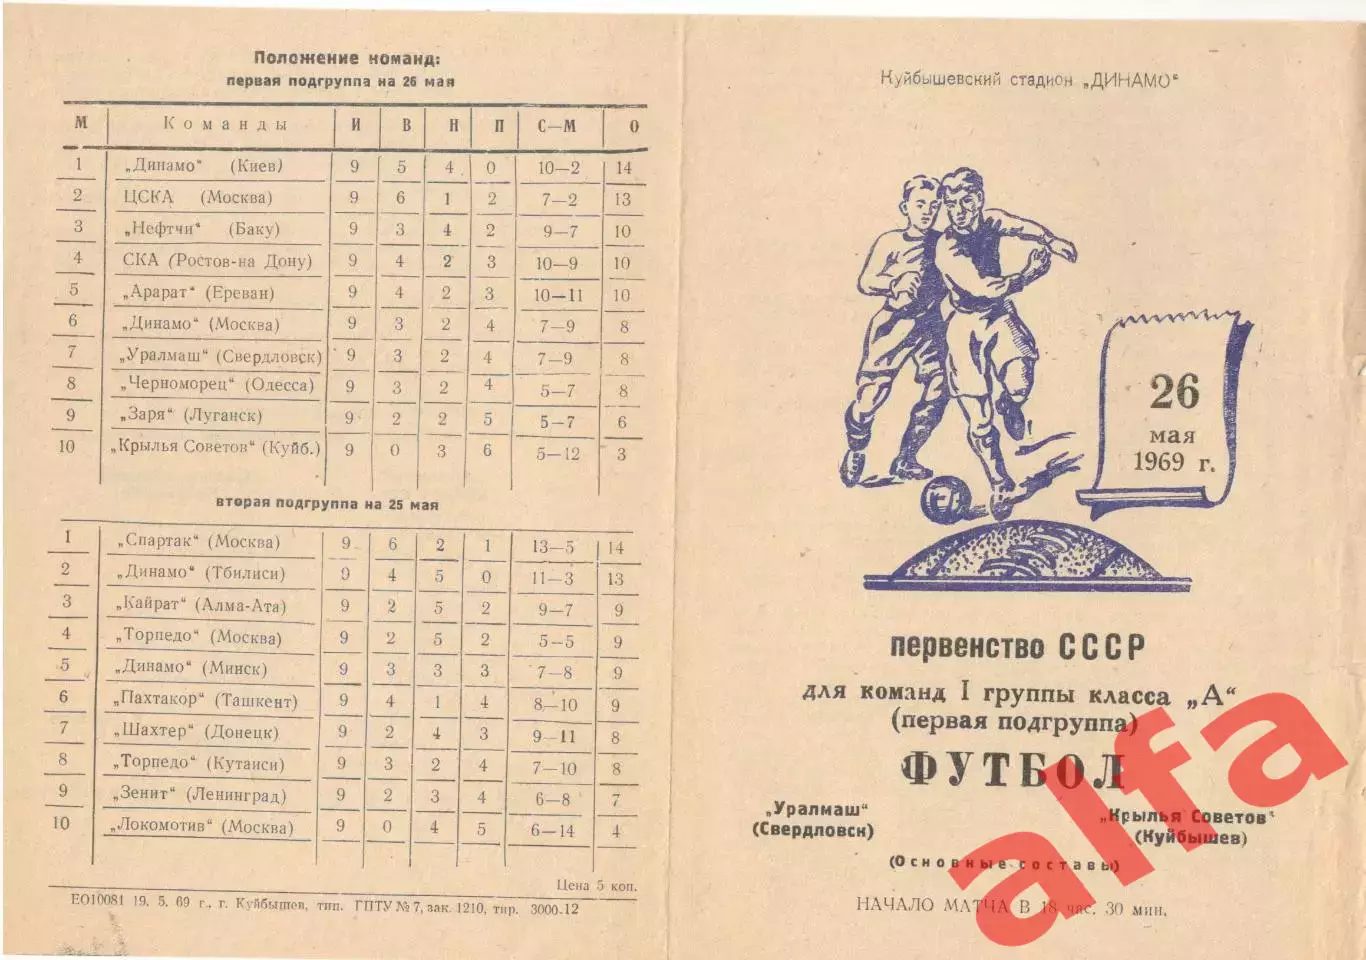 Положение команд:
первая подгруппа на 26 мая
М Команды И В Н П С—М О
1 „Динамо“ (Киев) 9 5 4 0 10—2 14
2 ЦСКА (Москва) 9 6 1 2 7—2 13
3 „Нефтчи“ (Баку) 9 3 4 2 9—7 10
4 СКА (Ростов-на Дону) 9 4 2 3 10—9 10
5 „Арарат“ (Ереван) 9 4 2 3 10—11 10
6 „Динамо“ (Москва) 9 3 2 4 7—9 8
7 „Уралмаш“ (Свердловск) 9 3 2 4 7—9 8
8 „Черноморец“ (Одесса) 9 3 2 4 5—7 8
9 „Заря“ (Луганск) 9 2 2 5 5—7 6
10 „Крылья Советов“ (Куйб.) 9 0 3 6 5—12 3
вторая подгруппа на 25 мая
1 „Спартак“ (Москва) 9 6 2 1 13—5 14
2 „Динамо“ (Тбилиси) 9 4 5 0 11—3 13
3 „Кайрат“ (Алма-Ата) 9 2 5 2 9—7 9
4 „Торпедо“ (Москва) 9 2 5 2 5—5 9
5 „Динамо“ (Минск) 9 3 3 3 7—8 9
6 „Пахтакор“ (Ташкент) 9 4 1 4 8—10 9
7 „Шахтер“ (Донецк) 9 2 4 3 9—11 8
8 „Торпедо“ (Кутаиси) 9 3 2 4 7—10 8
9 „Зенит“ (Ленинград) 9 2 3 4 6—8 7
10 „Локомотив“ (Москва) 9 0 4 5 6—14 4
Цена 5 коп.
ЕО10081 19. 5. 69 г., г. Куйбышев, тип. ГПТУ № 7, зак. 1210, тир. 3000-12
Куйбышевский стадион „ДИНАМО“
26
мая
1969 г.
первенство СССР
для команд I группы класса „А“
(первая подгруппа)
ФУТБОЛ
„Уралмаш“
(Свердловск)
„Крылья Советов“
(Куйбышев)
(Основные составы)
НАЧАЛО МАТЧА В 18 час. 30 мин.
alfa